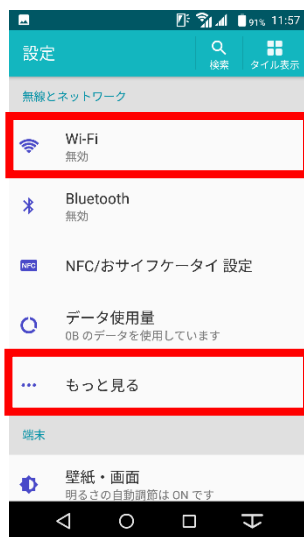 91% 11:57
設定
検索
タイル表示
無線とネットワーク
Wi-Fi
無効
Bluetooth
無効
NFC
NFC/おサイフケータイ 設定
データ使用量
0B のデータを使用しています
もっと見る
端末
壁紙・画面
明るさの自動調節は ON です